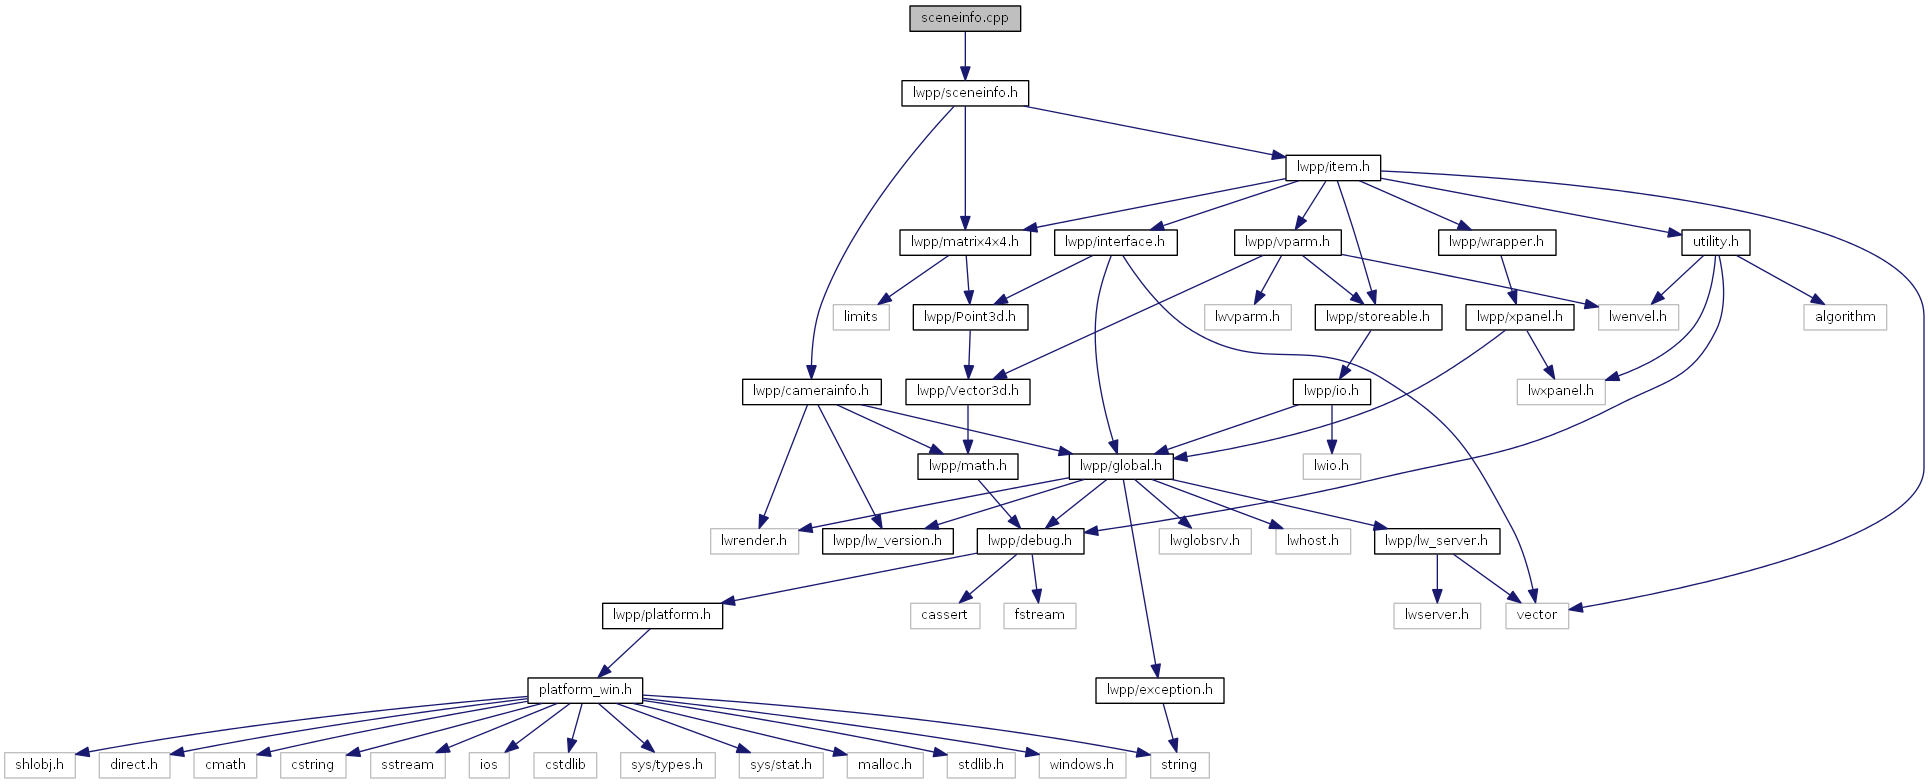 sceneinfo.cpp
lwpp/sceneinfo.h
lwpp/item.h
lwpp/matrix4x4.h
lwpp/interface.h
lwpp/vparm.h
lwpp/wrapper.h
utility.h
limits
lwpp/Point3d.h
lwvparm.h
lwpp/storeable.h
lwpp/xpanel.h
lwenvel.h
algorithm
lwpp/camerainfo.h
lwpp/Vector3d.h
lwpp/io.h
lwxpanel.h
lwpp/math.h
lwpp/global.h
lwio.h
lwrender.h
lwpp/lw_version.h
lwpp/debug.h
lwglobsrv.h
lwhost.h
lwpp/lw_server.h
lwpp/platform.h
cassert
fstream
lwserver.h
vector
platform_win.h
lwpp/exception.h
shlobj.h
direct.h
cmath
cstring
sstream
ios
cstdlib
sys/types.h
sys/stat.h
malloc.h
stdlib.h
windows.h
string